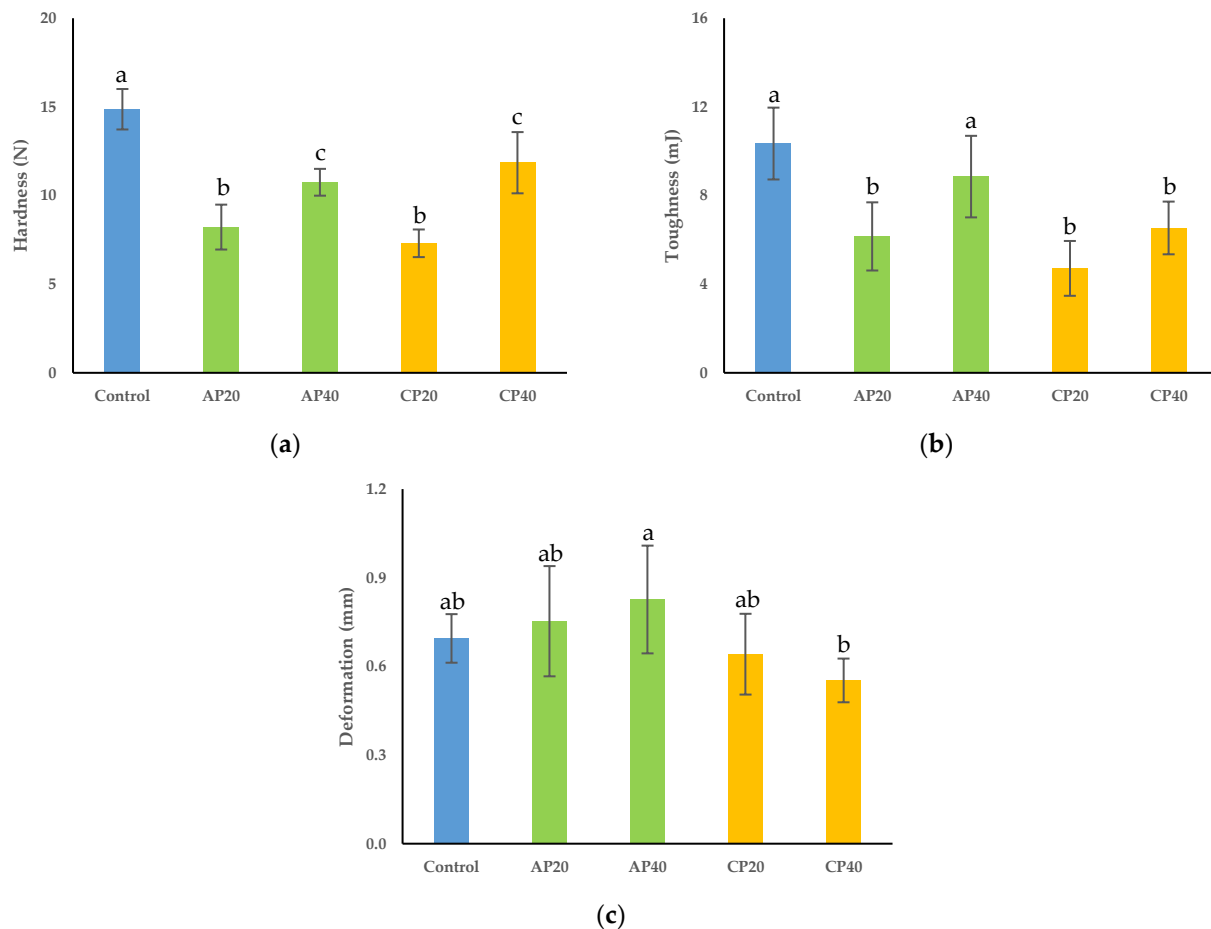 20
15
10
5
0
Hardness (N)
a
b
c
b
c
Control AP20 AP40 CP20 CP40
(a)
16
12
8
4
0
Toughness (mJ)
a
b
a
b
b
Control AP20 AP40 CP20 CP40
(b)
1.2
0.9
0.6
0.3
0.0
Deformation (mm)
ab
ab
a
ab
b
Control AP20 AP40 CP20 CP40
(c)